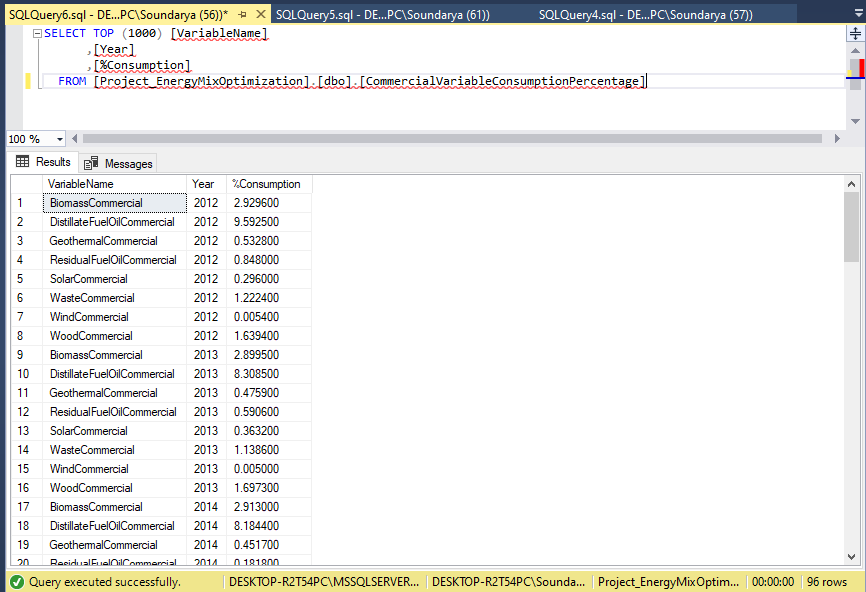 SQLQuery6.sql - DE...PC\Soundarya (56))* SQLQuery5.sql - DE...PC\Soundarya (61)) SQLQuery4.sql - DE...PC\Soundarya (57))
SELECT TOP (1000) [VariableName]
,[Year]
,[%Consumption]
FROM [Project_EnergyMixOptimization].[dbo].[CommercialVariableConsumptionPercentage]
100 %
Results Messages
VariableName Year %Consumption
1 BiomassCommercial 2012 2.929600
2 DistillateFuelOilCommercial 2012 9.592500
3 GeothermalCommercial 2012 0.532800
4 ResidualFuelOilCommercial 2012 0.848000
5 SolarCommercial 2012 0.296000
6 WasteCommercial 2012 1.222400
7 WindCommercial 2012 0.005400
8 WoodCommercial 2012 1.639400
9 BiomassCommercial 2013 2.899500
10 DistillateFuelOilCommercial 2013 8.308500
11 GeothermalCommercial 2013 0.475900
12 ResidualFuelOilCommercial 2013 0.590600
13 SolarCommercial 2013 0.363200
14 WasteCommercial 2013 1.138600
15 WindCommercial 2013 0.005000
16 WoodCommercial 2013 1.697300
17 BiomassCommercial 2014 2.913000
18 DistillateFuelOilCommercial 2014 8.184400
19 GeothermalCommercial 2014 0.451700
20 ResidualFuelOilCommercial 2014 0.181800
Query executed successfully. DESKTOP-R2T54PC\MSSQLSERVER... DESKTOP-R2T54PC\Sounda... Project_EnergyMixOptim... 00:00:00 96 rows